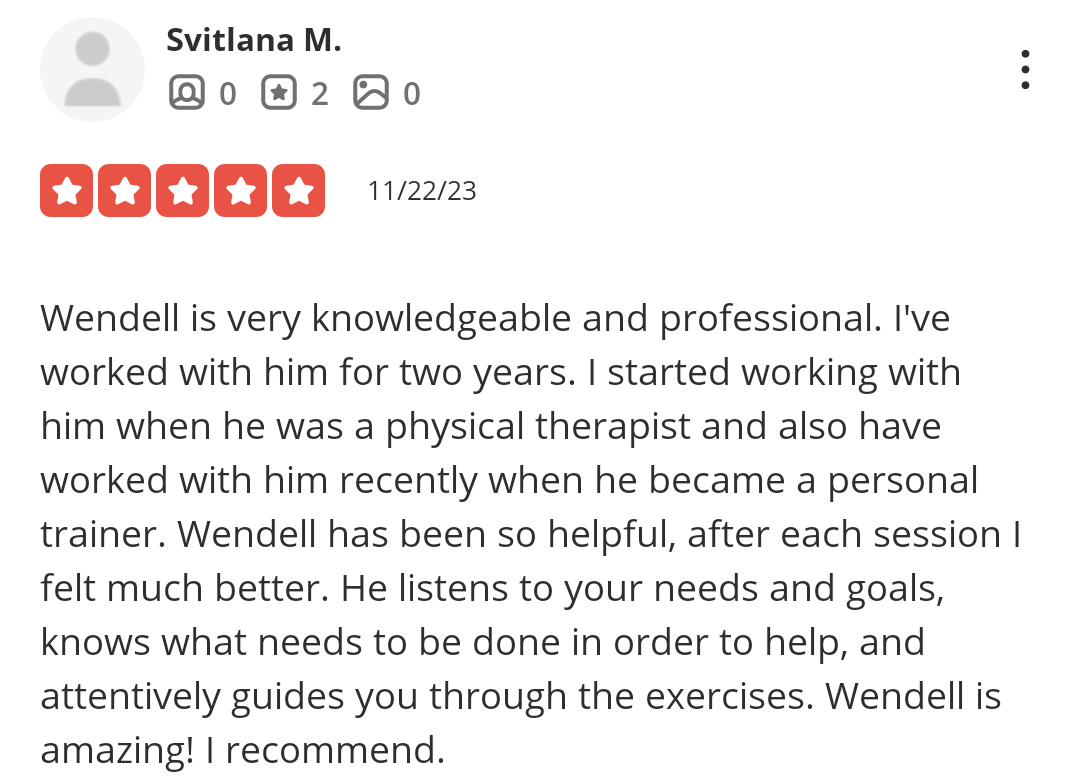 Svitlana M.
0 2 0
11/22/23
Wendell is very knowledgeable and professional. I've
worked with him for two years. I started working with
him when he was a physical therapist and also have
worked with him recently when he became a personal
trainer. Wendell has been so helpful, after each session I
felt much better. He listens to your needs and goals,
knows what needs to be done in order to help, and
attentively guides you through the exercises. Wendell is
amazing! I recommend.